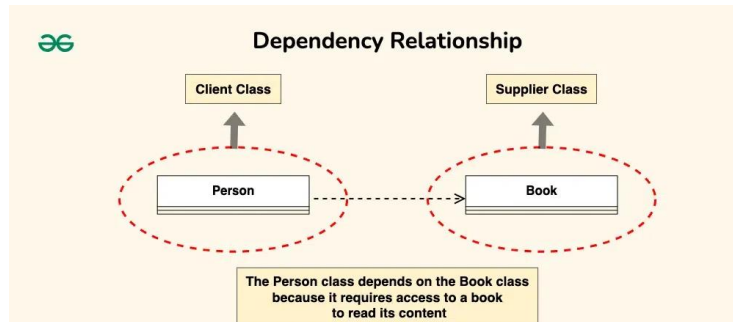 Dependency Relationship
Client Class
Supplier Class
Person
Book
The Person class depends on the Book class
because it requires access to a book
to read its content